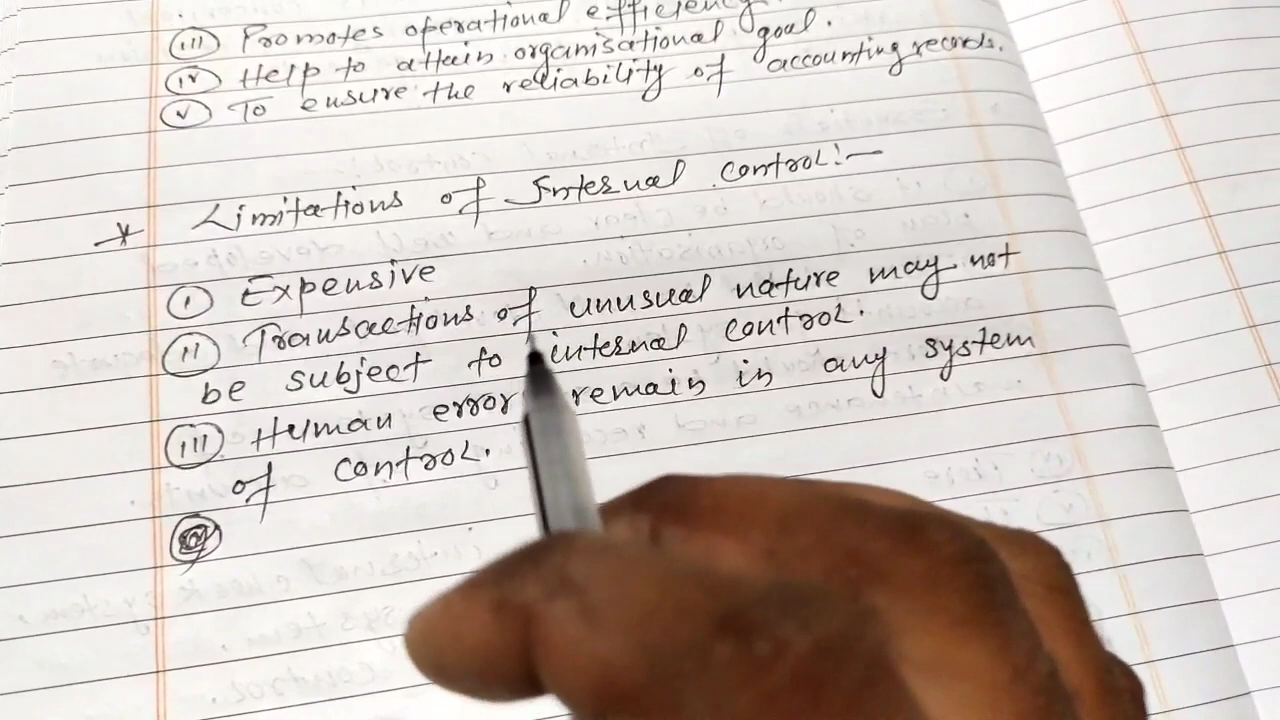 (iii) Promotes operational efficiency
(iv) Help to attain organisational goal.
(v) To ensure the reliability of accounting records.
* Limitations of Internal control:-
(i) Expensive
(ii) Transactions of unusual nature may not
be subject to internal control.
(iii) Human error remain in any system
of control.